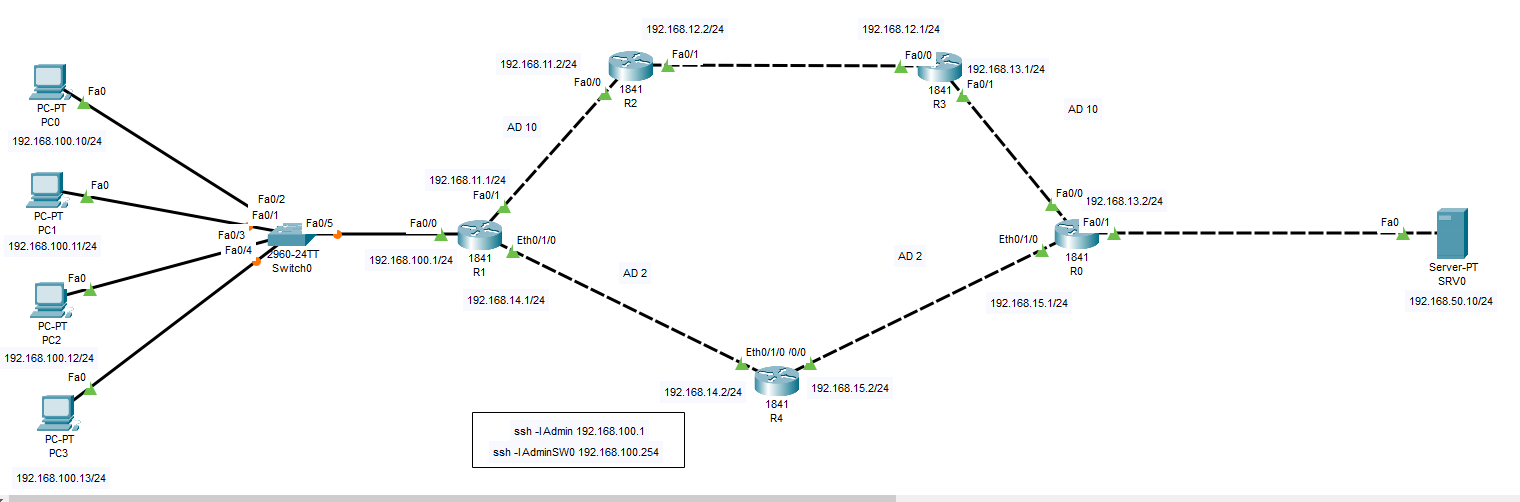 192.168.12.2/24
192.168.12.1/24
Fa0/1
Fa0/0
192.168.11.2/24
192.168.13.1/24
Fa0/0
Fa0/1
1841
R2
1841
R3
Fa0
PC-PT
PC0
192.168.100.10/24
AD 10
AD 10
192.168.11.1/24
Fa0/1
Fa0
Fa0/2
Fa0/1
Fa0/0
192.168.13.2/24
PC-PT
PC1
192.168.100.11/24
Fa0/3
Fa0/4
Fa0/5
Fa0/0
Eth0/1/0
Eth0/1/0
Fa0/1
Fa0
2960-24TT
Switch0
192.168.100.1/24
1841
R1
AD 2
AD 2
1841
R0
Server-PT
SRV0
192.168.50.10/24
Fa0
192.168.14.1/24
192.168.15.1/24
PC-PT
PC2
192.168.100.12/24
Eth0/1/0
/0/0
192.168.14.2/24
192.168.15.2/24
1841
R4
Fa0
PC-PT
PC3
192.168.100.13/24
ssh -l Admin 192.168.100.1
ssh -l AdminSW0 192.168.100.254